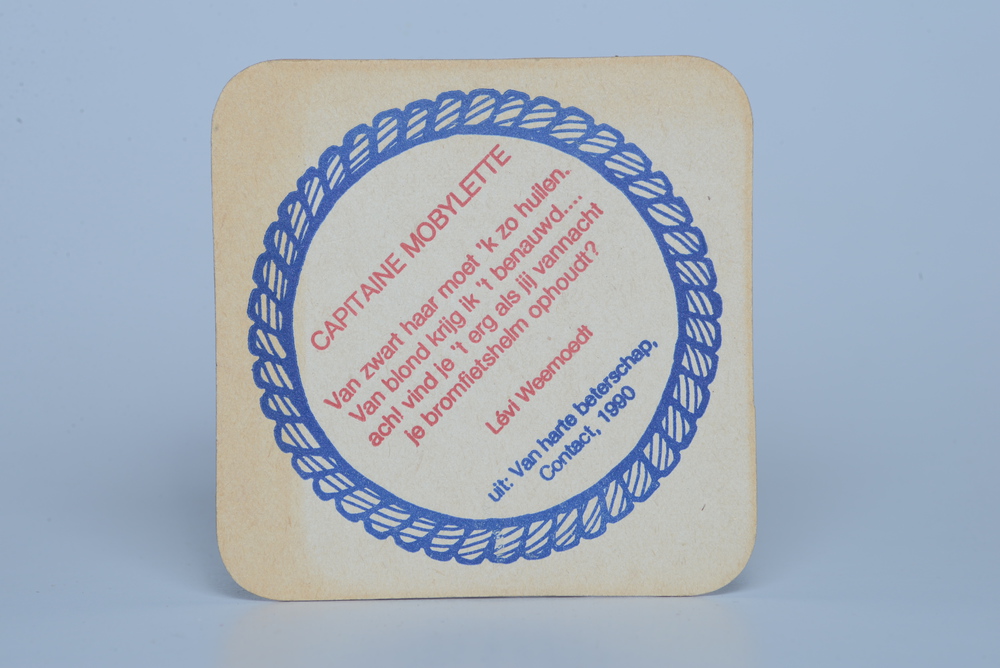 CAPITAINE MOBYLETTE
Van zwart haar moet 'k zo huilen.
Van blond krijg ik 't benauwd....
ach! vind je 't erg als jij vannacht
je bromfietshelm ophoudt?
Lévi Weemoedt
uit: Van harte beterschap,
Contact, 1990